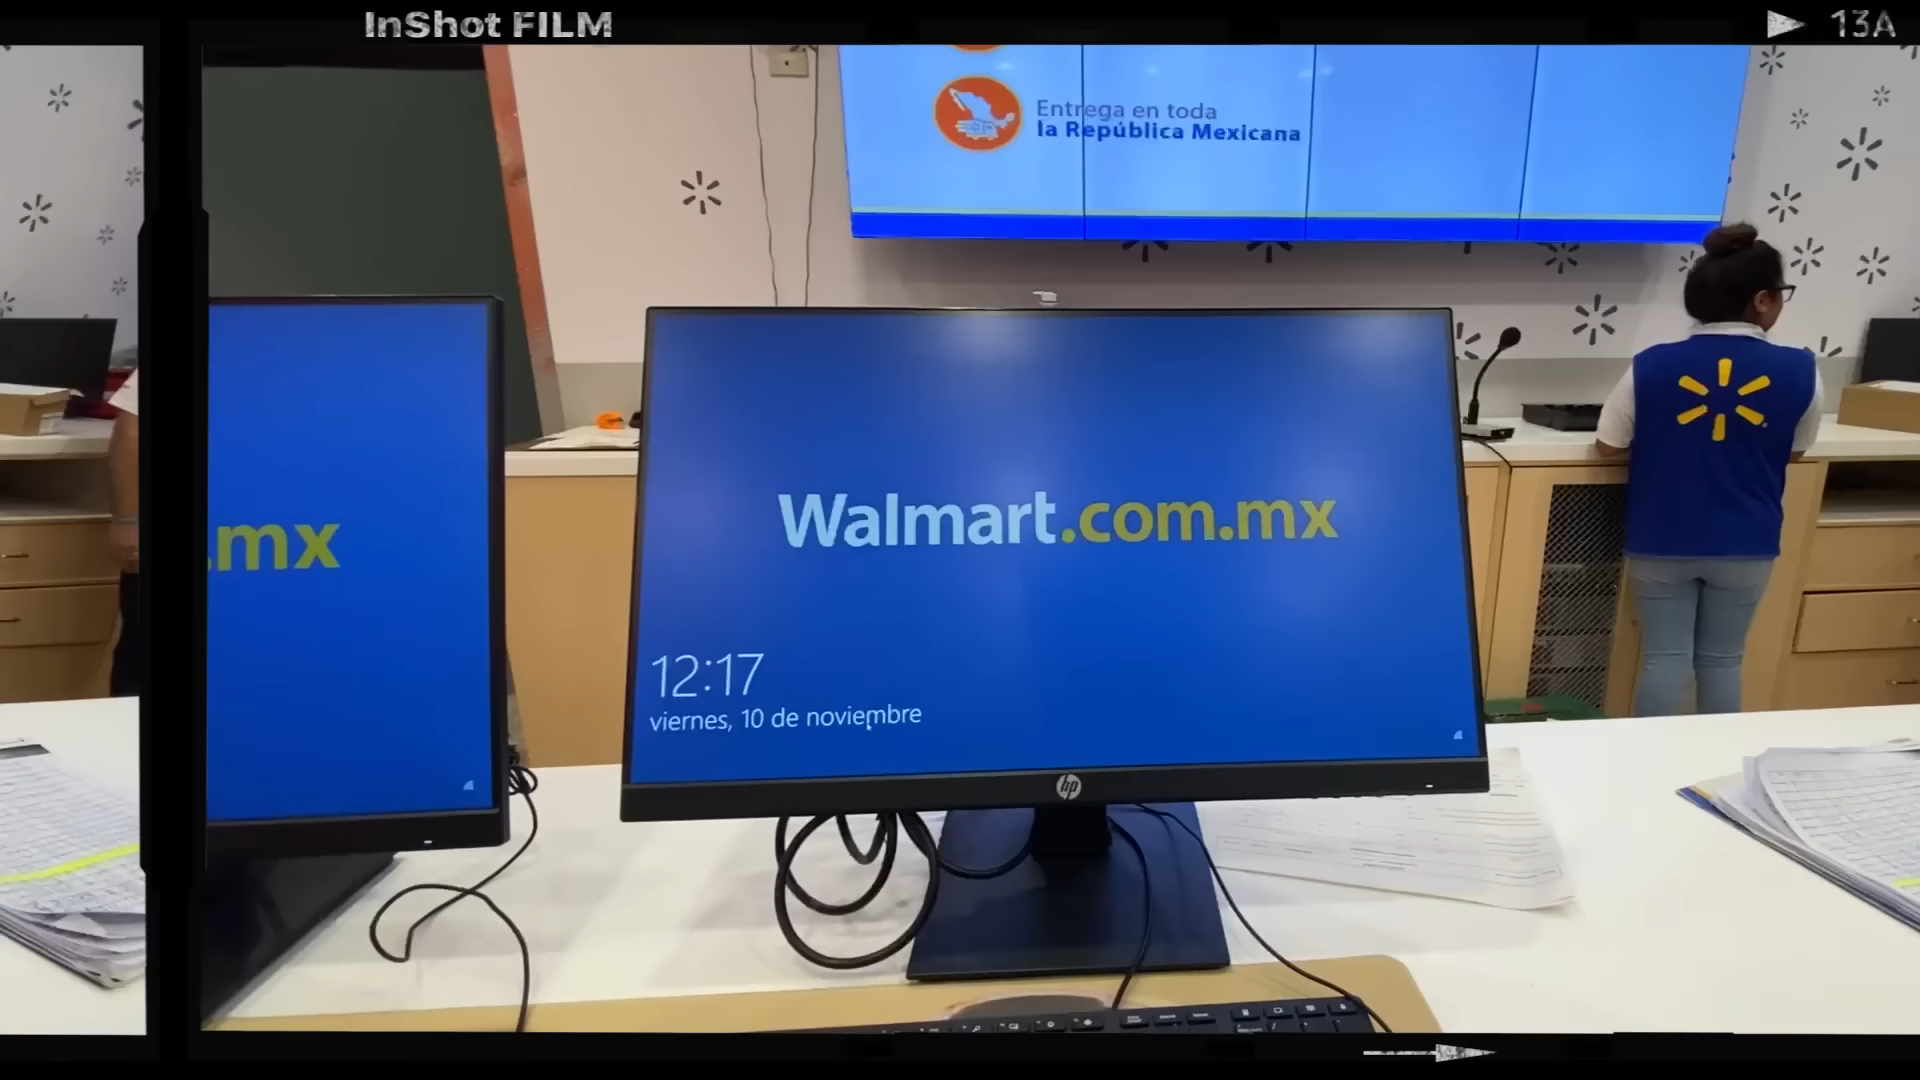 InShot FILM
13A
Entrega en toda
la República Mexicana
.mx
Walmart.com.mx
12:17
viernes, 10 de noviembre
hp